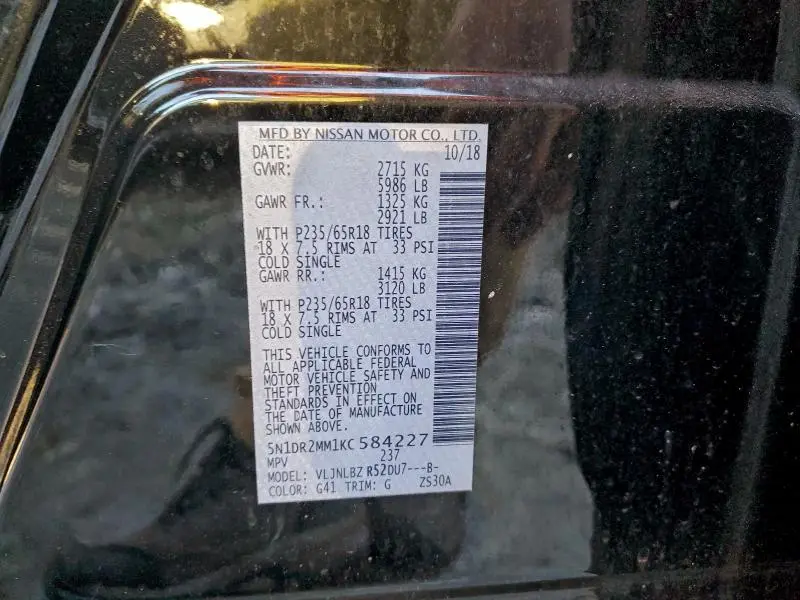 MFD BY NISSAN MOTOR CO., LTD.
DATE: 10/18
GVWR: 2715 KG
5986 LB
GAWR FR.: 1325 KG
2921 LB
WITH P235/65R18 TIRES
18 X 7.5 RIMS AT 33 PSI
COLD SINGLE
GAWR RR.: 1415 KG
3120 LB
WITH P235/65R18 TIRES
18 X 7.5 RIMS AT 33 PSI
COLD SINGLE
THIS VEHICLE CONFORMS TO
ALL APPLICABLE FEDERAL
MOTOR VEHICLE SAFETY AND
THEFT PREVENTION
STANDARDS IN EFFECT ON
THE DATE OF MANUFACTURE
SHOWN ABOVE.
5N1DR2MM1KC 584227
MPV 237
MODEL: VLJNLBZ R52DU7---B-
COLOR: G41 TRIM: G ZS30A